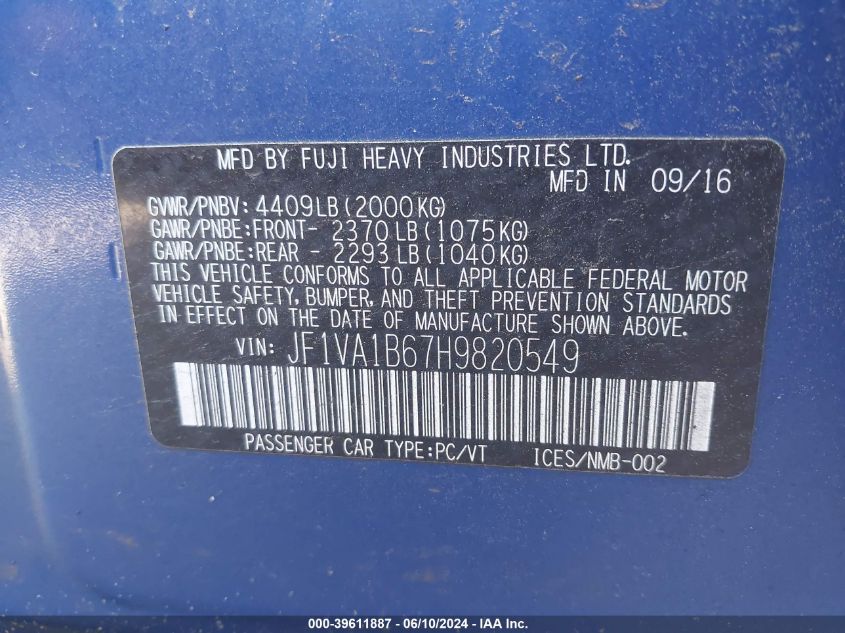 MFD BY FUJI HEAVY INDUSTRIES LTD.
MFD IN 09/16
GVWR/PNBV: 4409LB(2000KG)
GAWR/PNBE:FRONT- 2370LB(1075KG)
GAWR/PNBE:REAR - 2293LB(1040KG)
THIS VEHICLE CONFORMS TO ALL APPLICABLE FEDERAL MOTOR
VEHICLE SAFETY, BUMPER, AND THEFT PREVENTION STANDARDS
IN EFFECT ON THE DATE OF MANUFACTURE SHOWN ABOVE.
VIN: JF1VA1B67H9820549
PASSENGER CAR TYPE:PC/VT ICES/NMB-002
000-39611887 - 06/10/2024 - IAA Inc.